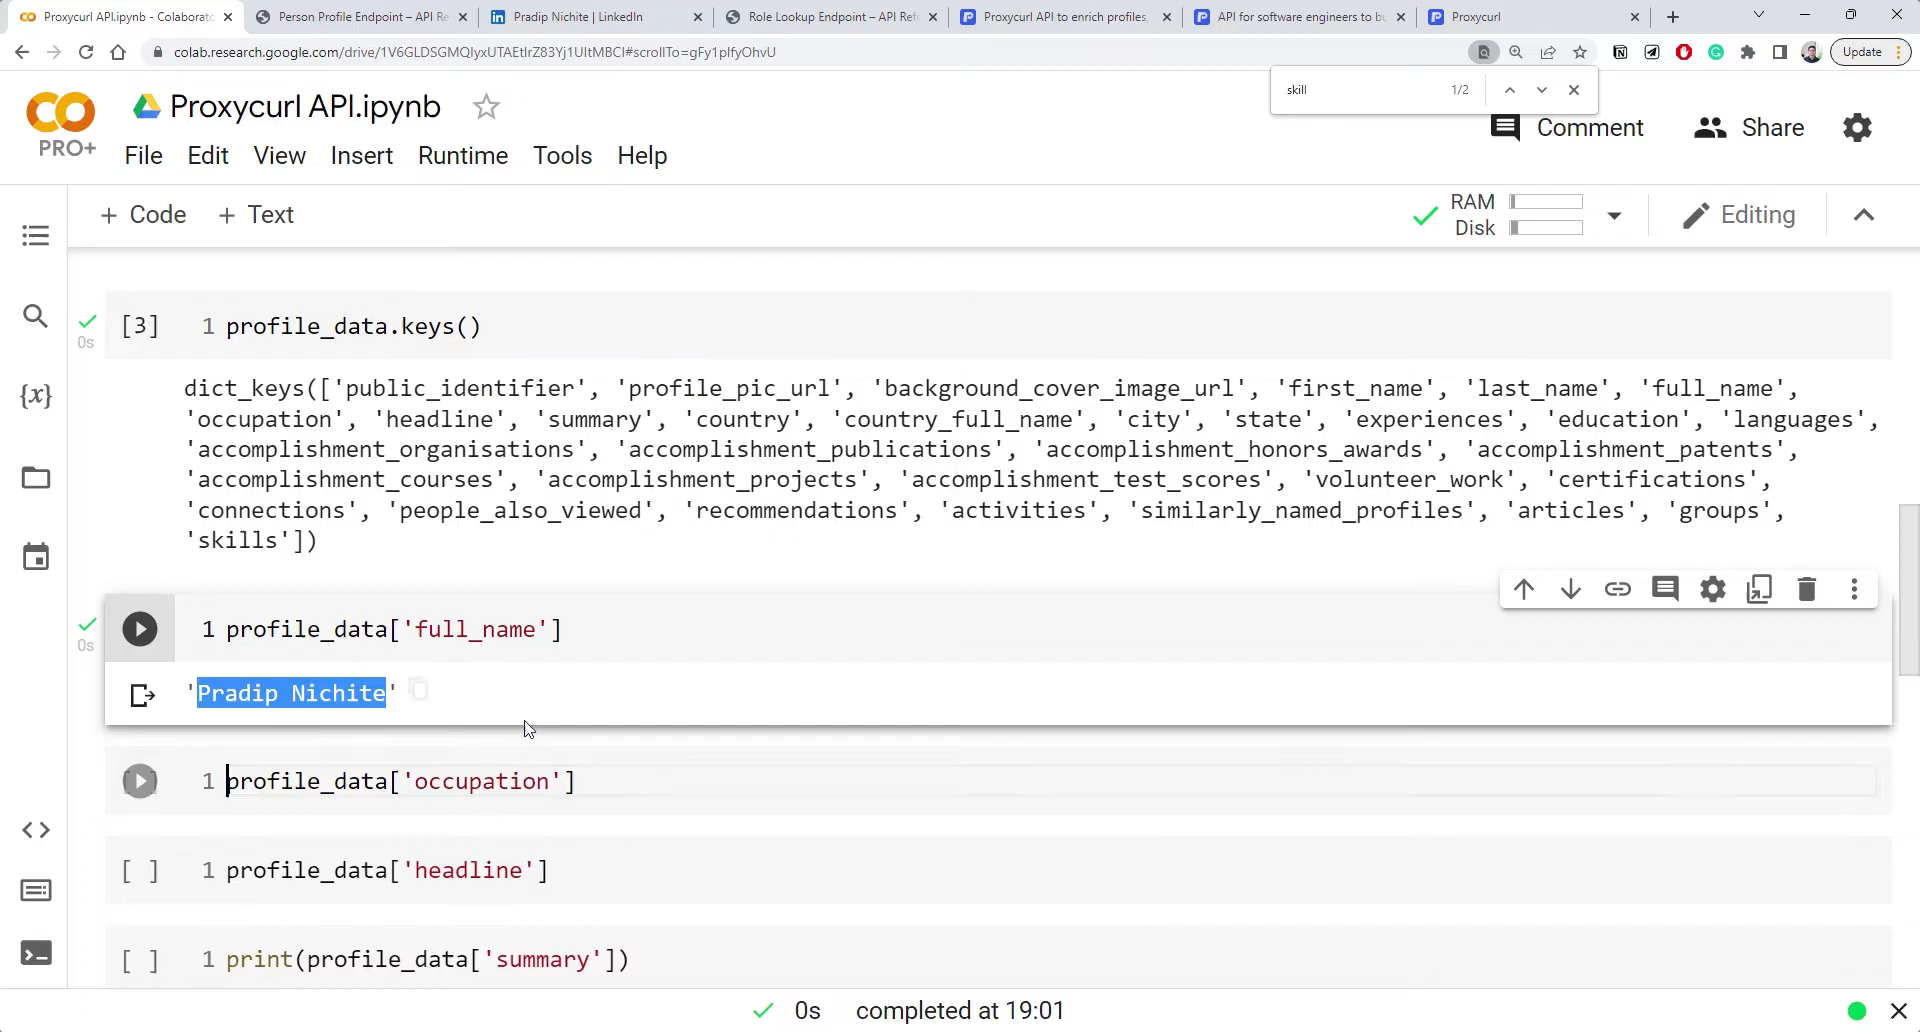 Proxycurl API.ipynb - Colaborato
Person Profile Endpoint – API Re
Pradip Nichite | LinkedIn
Role Lookup Endpoint – API Refe
Proxycurl API to enrich profiles,
API for software engineers to bu
Proxycurl
colab.research.google.com/drive/
Update
skill 1/2
Proxycurl API.ipynb
PRO+
File Edit View Insert Runtime Tools Help
Comment Share
+ Code + Text
RAM
Disk
Editing
[3] 1 profile_data.keys()
0s
dict_keys(['public_identifier', 'profile_pic_url', 'background_cover_image_url', 'first_name', 'last_name', 'full_name',
'occupation', 'headline', 'summary', 'country', 'country_full_name', 'city', 'state', 'experiences', 'education', 'languages',
'accomplishment_organisations', 'accomplishment_publications', 'accomplishment_honors_awards', 'accomplishment_patents',
'accomplishment_courses', 'accomplishment_projects', 'accomplishment_test_scores', 'volunteer_work', 'certifications',
'connections', 'people_also_viewed', 'recommendations', 'activities', 'similarly_named_profiles', 'articles', 'groups',
'skills'])
1 profile_data['full_name']
0s
'Pradip Nichite'
1 profile_data['occupation']
[ ] 1 profile_data['headline']
[ ] 1 print(profile_data['summary'])
0s completed at 19:01